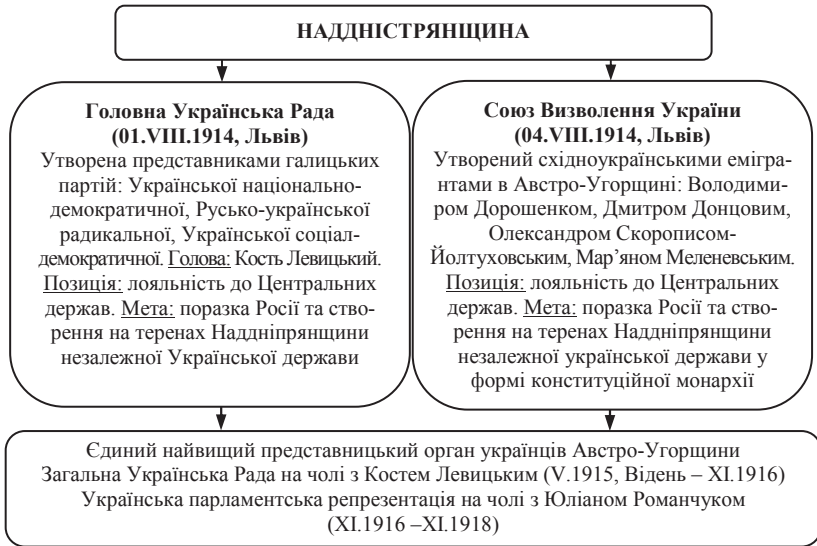 НАДДНІСТРЯНЩИНА
Головна Українська Рада
(01.VIII.1914, Львів)
Утворена представниками галицьких
партій: Української національно-
демократичної, Русько-української
радикальної, Української соціал-
демократичної. Голова: Кость Левицький.
Позиція: лояльність до Центральних
держав. Мета: поразка Росії та ство-
рення на теренах Наддніпрянщини
незалежної Української держави
Союз Визволення України
(04.VIII.1914, Львів)
Утворений східноукраїнськими емігра-
нтами в Австро-Угорщині: Володими-
ром Дорошенком, Дмитром Донцовим,
Олександром Скорописом-
Йолтуховським, Мар’яном Меленевським.
Позиція: лояльність до Центральних
держав. Мета: поразка Росії та ство-
рення на теренах Наддніпрянщини
незалежної української держави у
формі конституційної монархії
Єдиний найвищий представницький орган українців Австро-Угорщини
Загальна Українська Рада на чолі з Костем Левицьким (V.1915, Відень – XI.1916)
Українська парламентська репрезентація на чолі з Юліаном Романчуком
(XI.1916 –XI.1918)